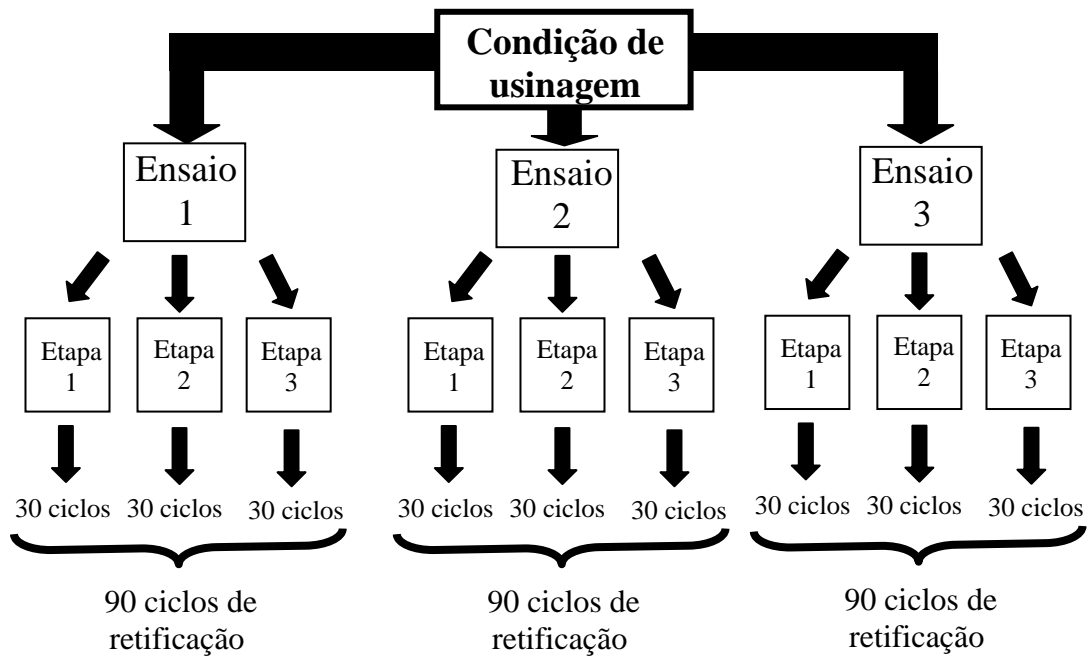 Condição de
usinagem
Ensaio
1
Ensaio
2
Ensaio
3
Etapa
1
Etapa
2
Etapa
3
Etapa
1
Etapa
2
Etapa
3
Etapa
1
Etapa
2
Etapa
3
30 ciclos
30 ciclos
30 ciclos
30 ciclos
30 ciclos
30 ciclos
30 ciclos
30 ciclos
30 ciclos
90 ciclos de
retificação
90 ciclos de
retificação
90 ciclos de
retificação